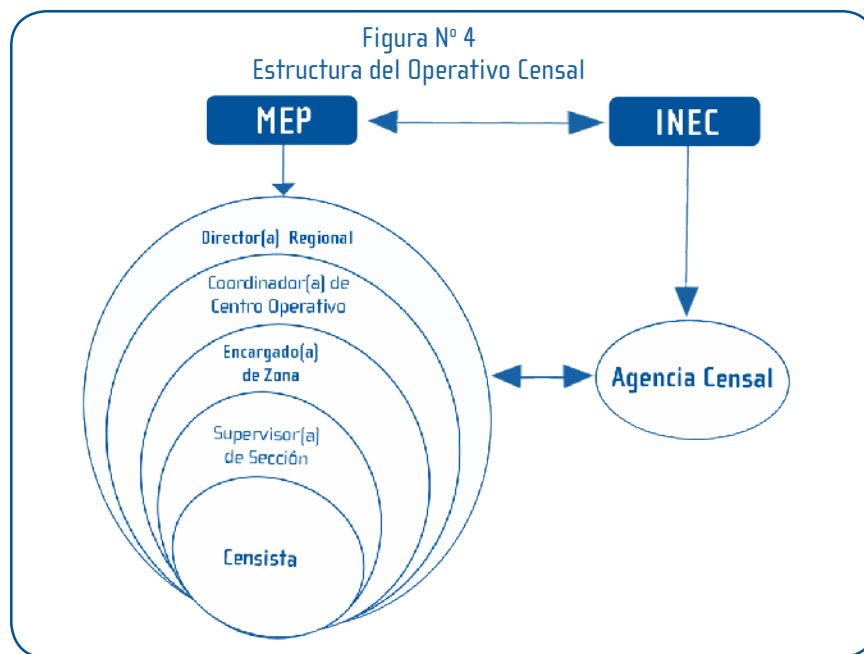 Figura Nº 4
Estructura del Operativo Censal
MEP
INEC
Director(a) Regional
Coordinador(a) de
Centro Operativo
Encargado(a)
de Zona
Agencia Censal
Supervisor(a)
de Sección
Censista